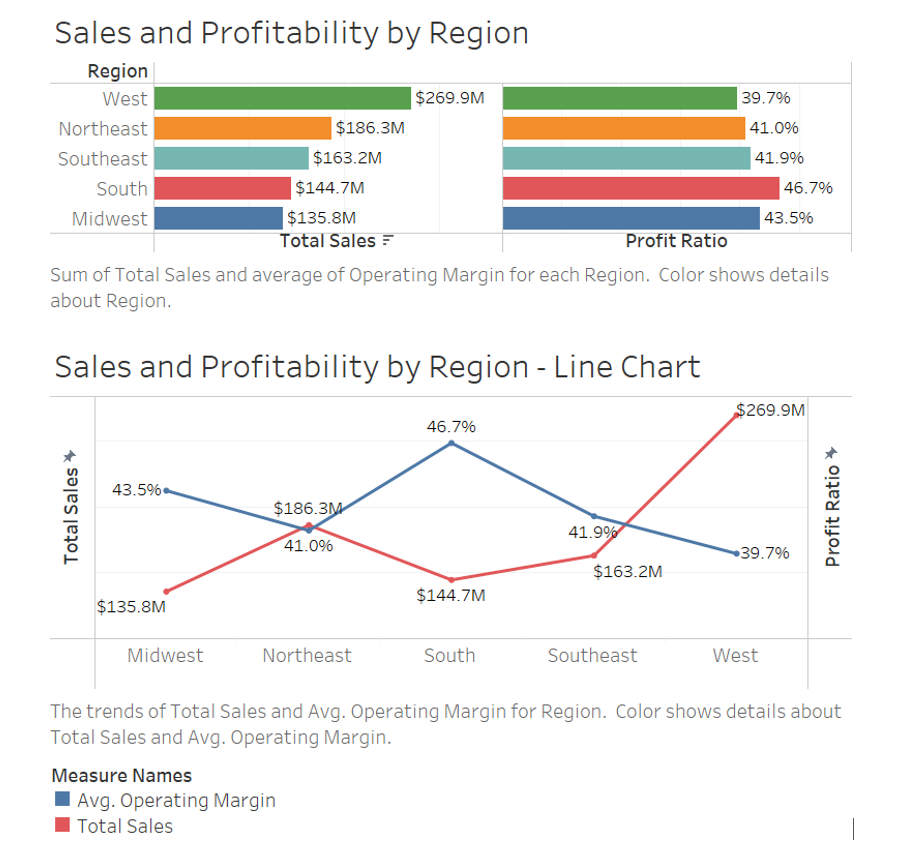 Sales and Profitability by Region
Region
West $269.9M 39.7%
Northeast $186.3M 41.0%
Southeast $163.2M 41.9%
South $144.7M 46.7%
Midwest $135.8M 43.5%
Total Sales Profit Ratio
Sum of Total Sales and average of Operating Margin for each Region.  Color shows details
about Region.
Sales and Profitability by Region - Line Chart
Total Sales
Profit Ratio
$269.9M
46.7%
43.5%
$186.3M
41.9%
41.0%
39.7%
$163.2M
$144.7M
$135.8M
Midwest Northeast South Southeast West
The trends of Total Sales and Avg. Operating Margin for Region.  Color shows details about
Total Sales and Avg. Operating Margin.
Measure Names
Avg. Operating Margin
Total Sales